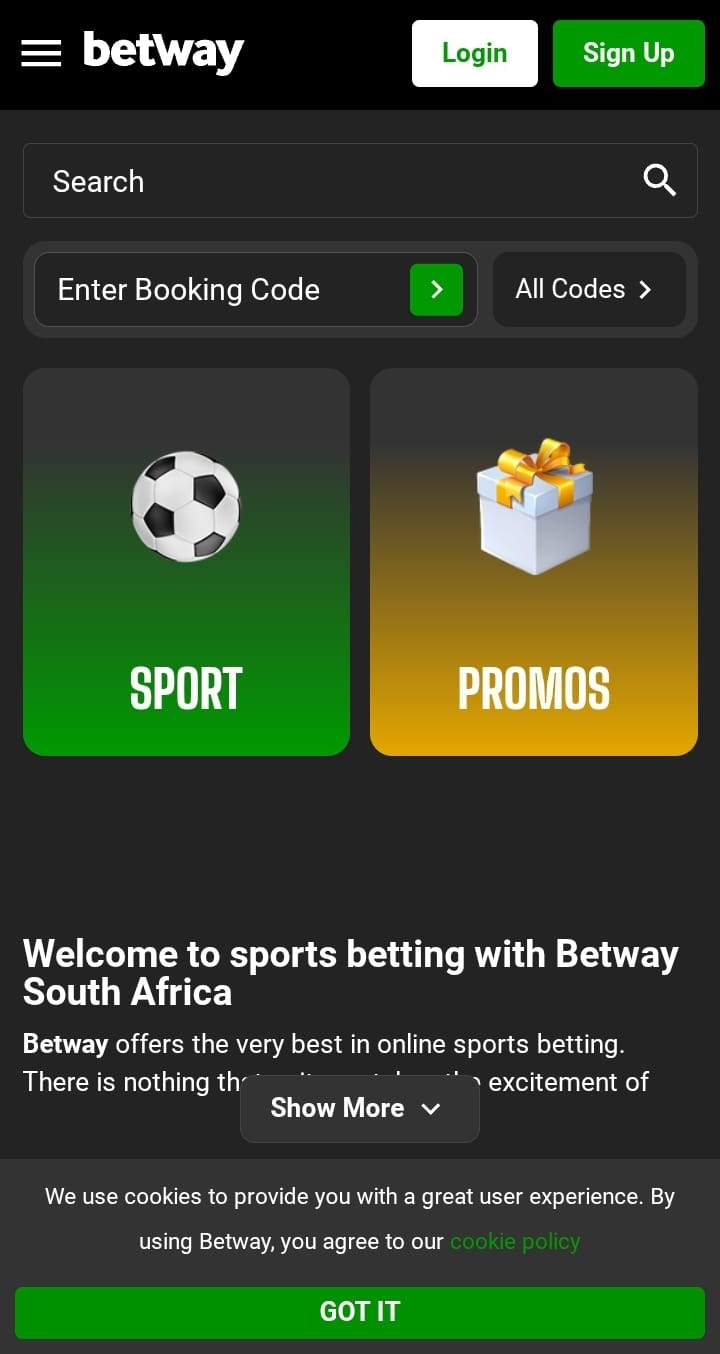 betway
Login
Sign Up
Search
Enter Booking Code
All Codes
SPORT
PROMOS
Welcome to sports betting with Betway
South Africa
Betway offers the very best in online sports betting.
There is nothing excitement of
Show More
We use cookies to provide you with a great user experience. By
using Betway, you agree to our cookie policy
GOT IT